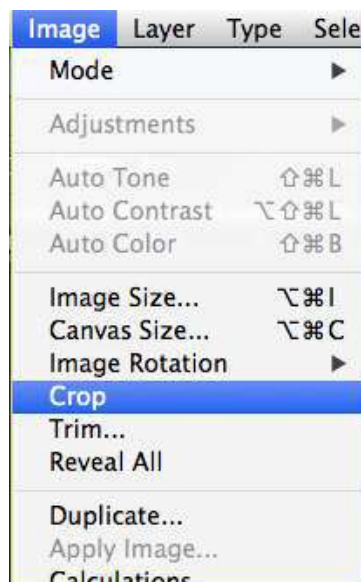 Image Layer Type Sele
Mode ▶
Adjustments ▶
Auto Tone ⇧⌘L
Auto Contrast ⌥⇧⌘L
Auto Color ⇧⌘B
Image Size... ⌥⌘I
Canvas Size... ⌥⌘C
Image Rotation ▶
Crop
Trim...
Reveal All
Duplicate...
Apply Image...
Calculations